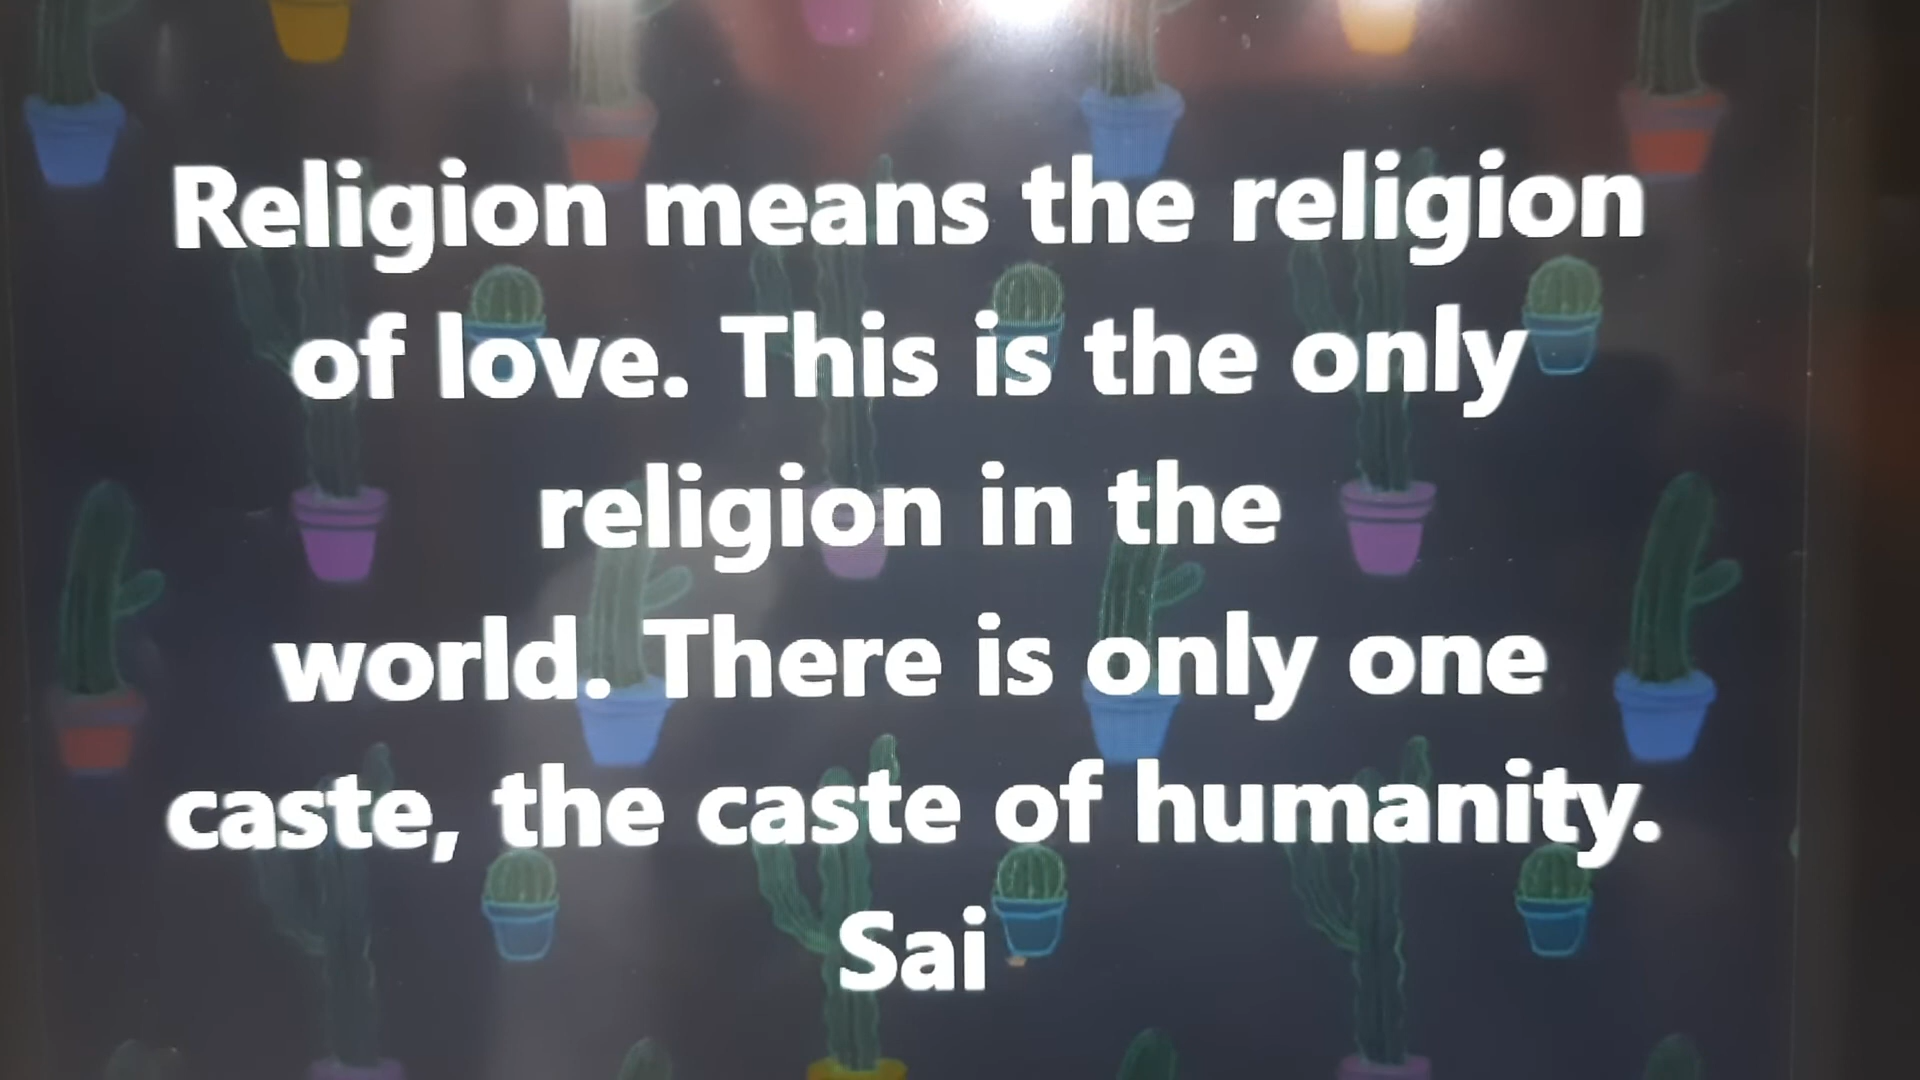 Religion means the religion
of love. This is the only
religion in the
world. There is only one
caste, the caste of humanity.
Sai